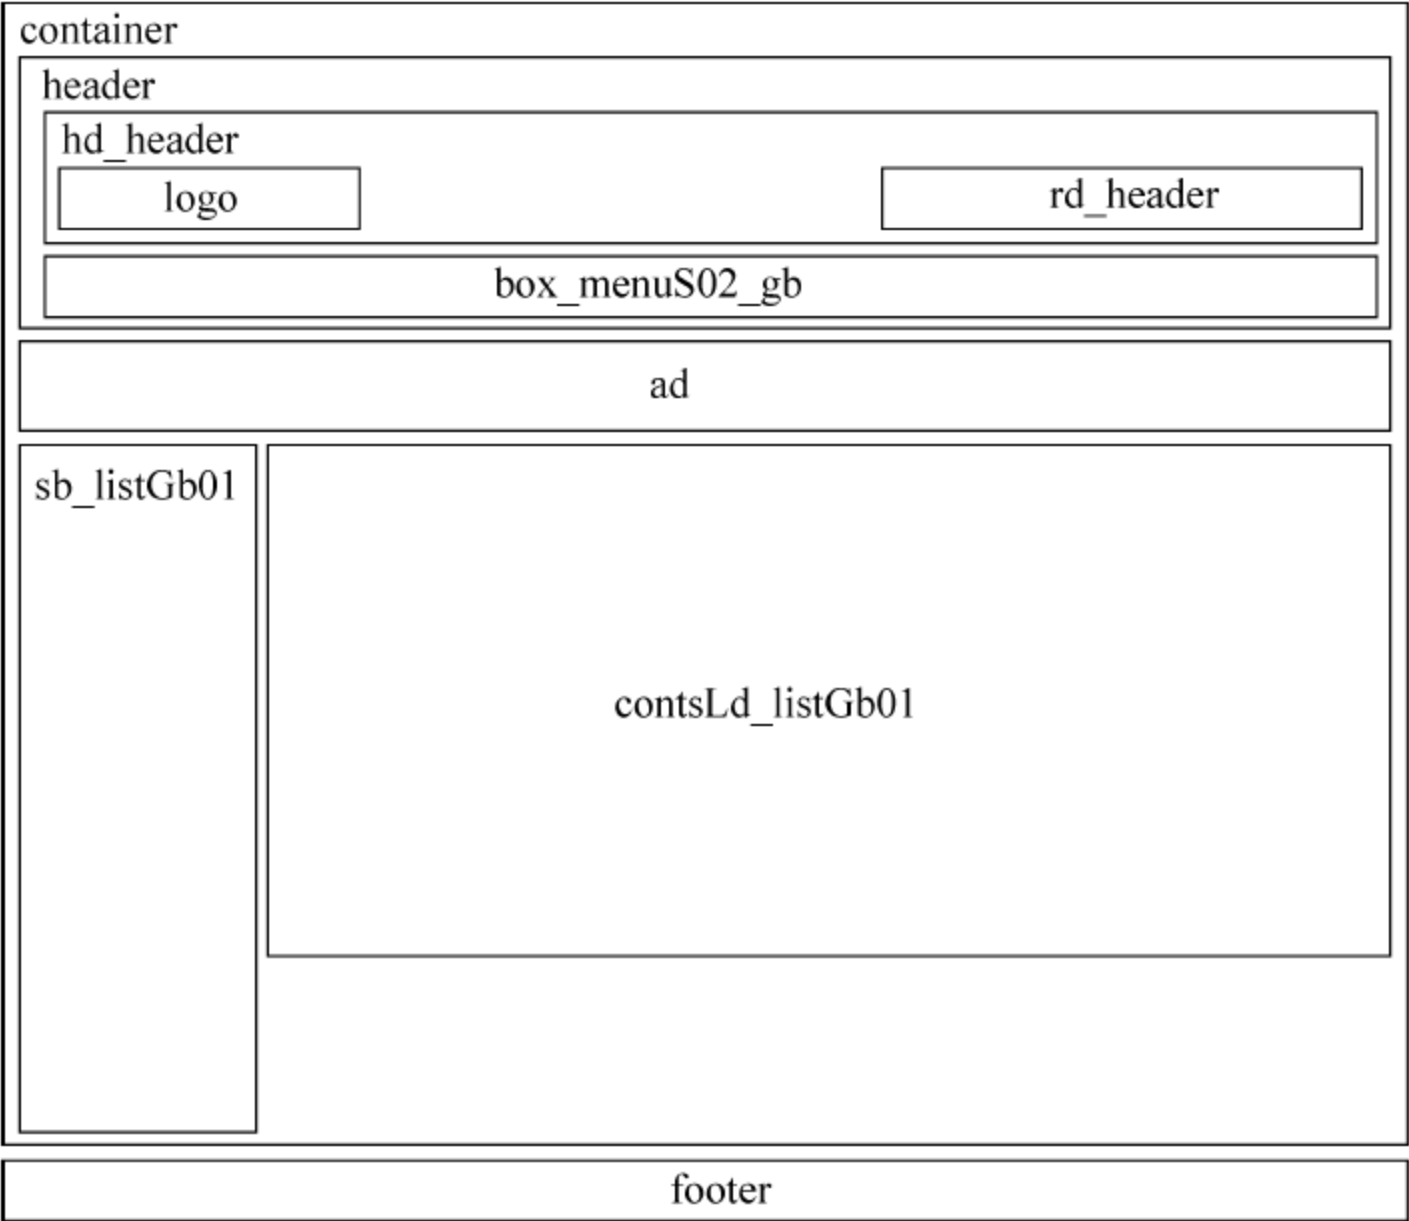 container
header
hd_header
logo
rd_header
box_menuS02_gb
ad
sb_listGb01
contsLd_listGb01
footer